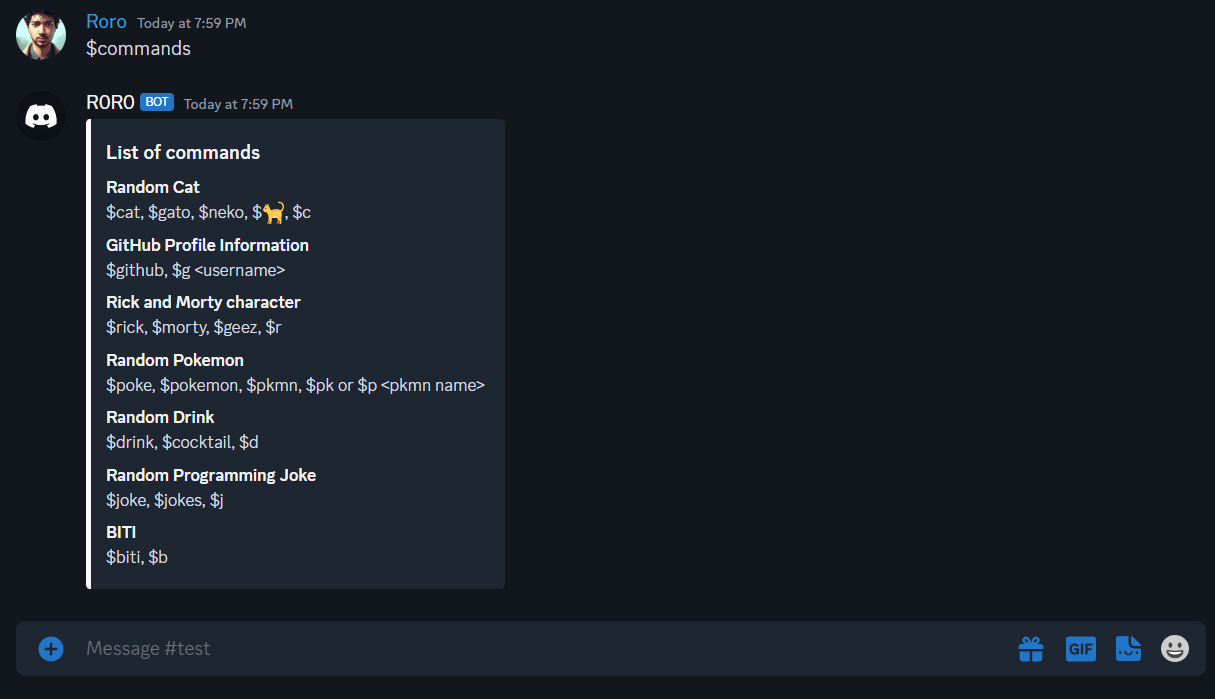 Roro Today at 7:59 PM
$commands
R0R0 BOT Today at 7:59 PM
List of commands
Random Cat
$cat, $gato, $neko, $🐈, $c
GitHub Profile Information
$github, $g <username>
Rick and Morty character
$rick, $morty, $geez, $r
Random Pokemon
$poke, $pokemon, $pkmn, $pk or $p <pkmn name>
Random Drink
$drink, $cocktail, $d
Random Programming Joke
$joke, $jokes, $j
BITI
$biti, $b
Message #test GIF